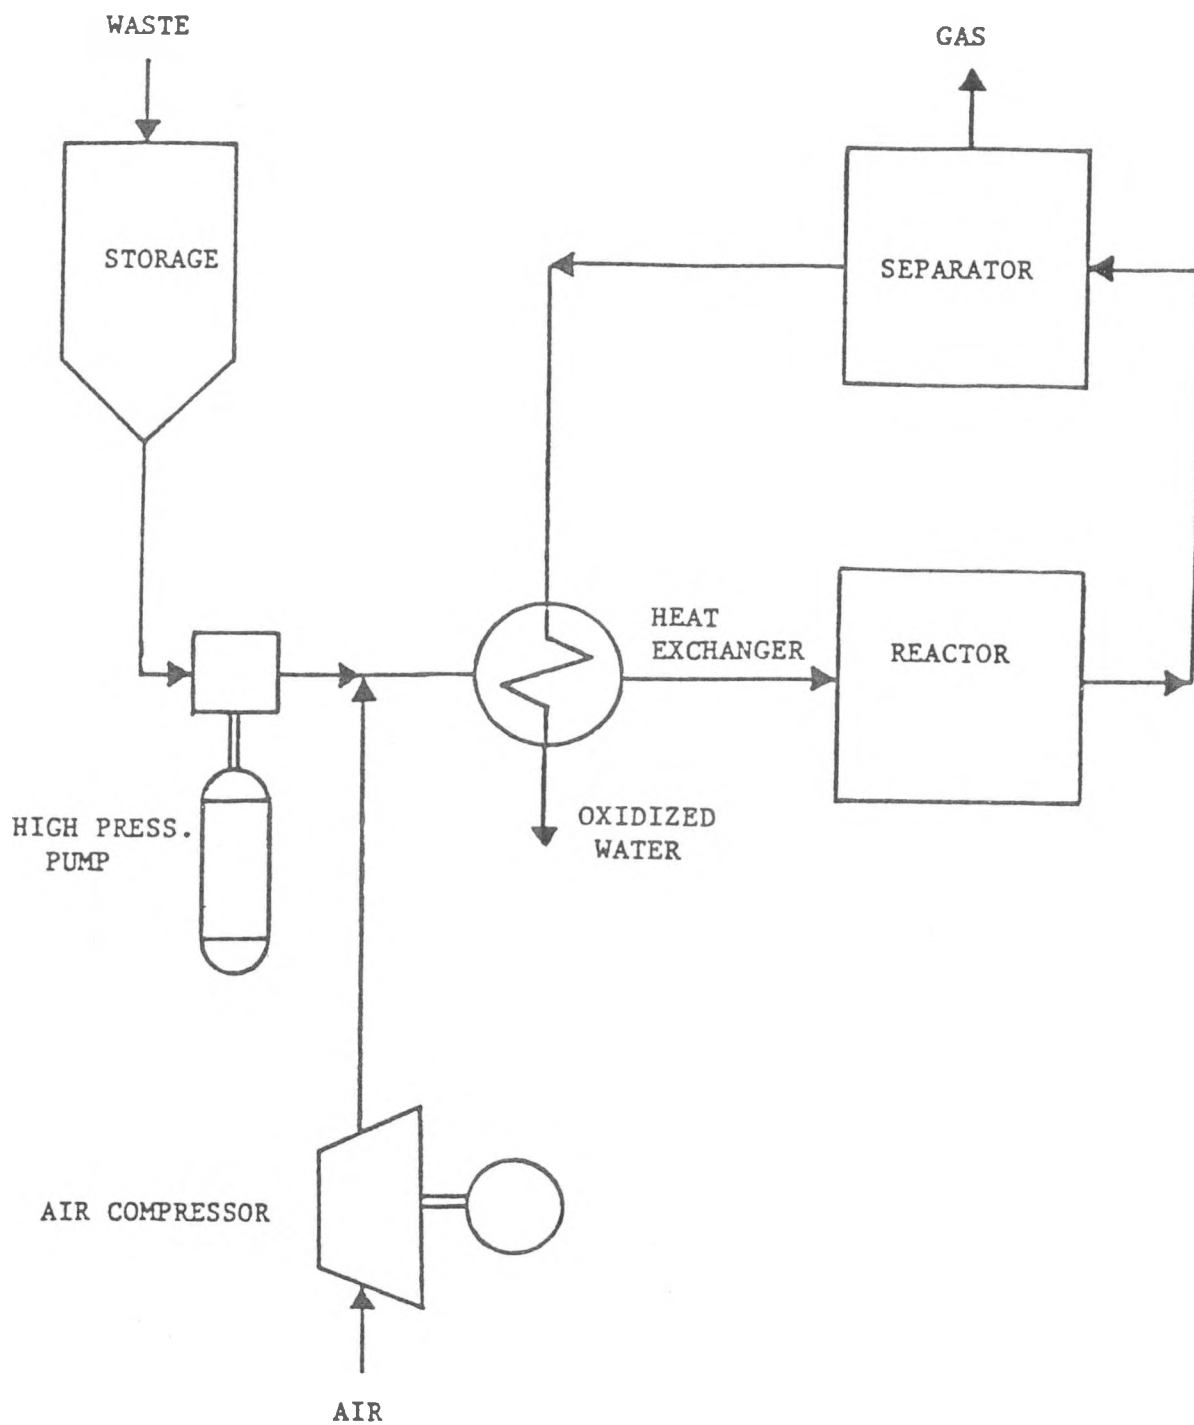 WASTE
GAS
STORAGE
SEPARATOR
HEAT
EXCHANGER
REACTOR
HIGH PRESS.
PUMP
OXIDIZED
WATER
AIR COMPRESSOR
AIR